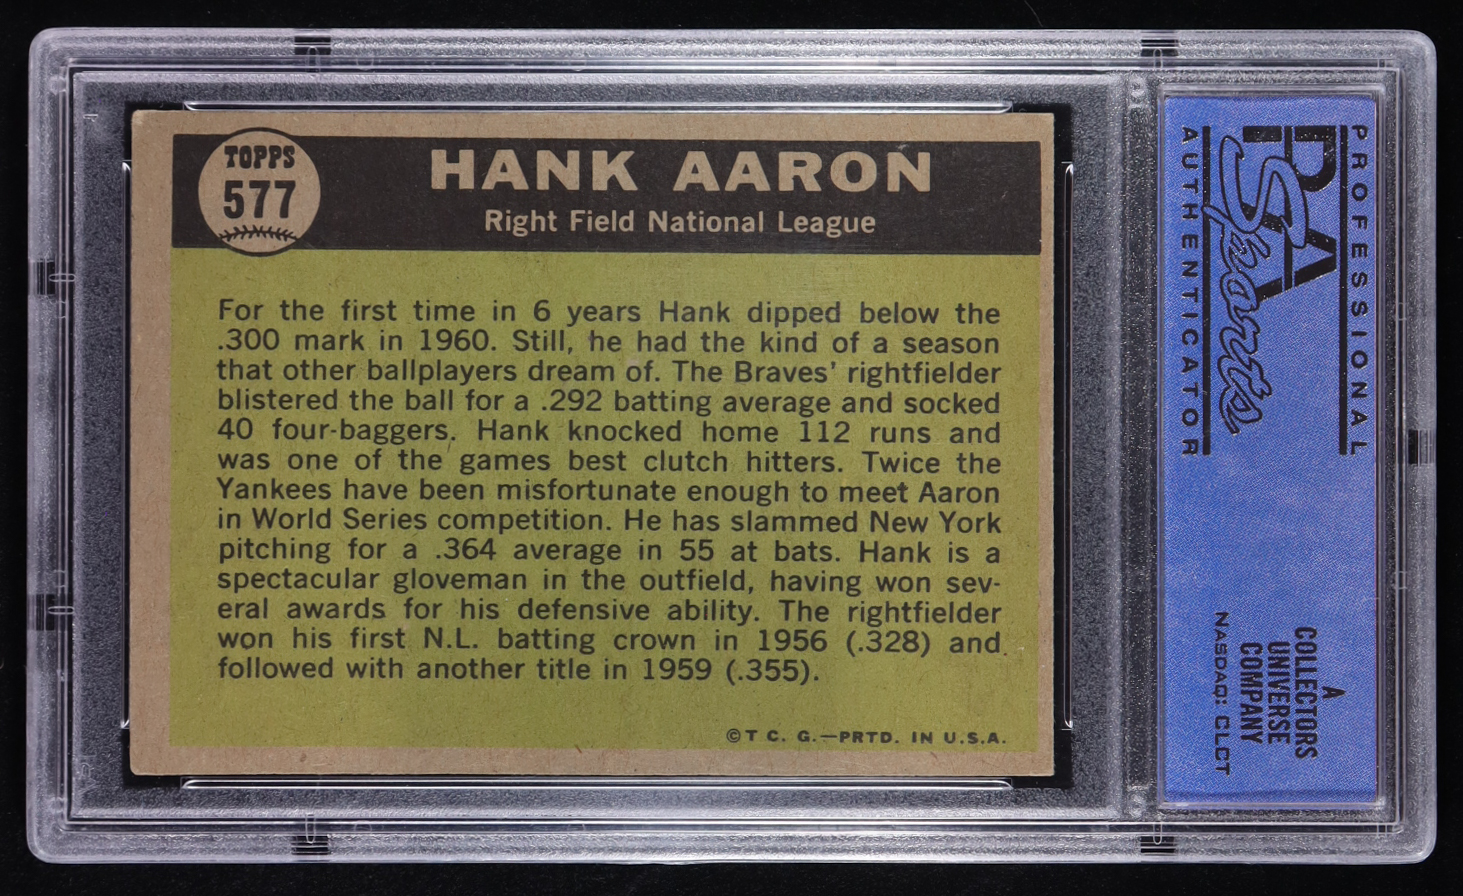 TOPPS
577
HANK AARON
Right Field National League
For the first time in 6 years Hank dipped below the
.300 mark in 1960. Still, he had the kind of a season
that other ballplayers dream of. The Braves' rightfielder
blistered the ball for a .292 batting average and socked
40 four-baggers. Hank knocked home 112 runs and
was one of the games best clutch hitters. Twice the
Yankees have been misfortunate enough to meet Aaron
in World Series competition. He has slammed New York
pitching for a .364 average in 55 at bats. Hank is a
spectacular gloveman in the outfield, having won sev-
eral awards for his defensive ability. The rightfielder
won his first N.L. batting crown in 1956 (.328) and
followed with another title in 1959 (.355).
©T C. G.—PRTD. IN U.S.A.
PROFESSIONAL
PSA
Sports
AUTHENTICATOR
A
COLLECTORS
UNIVERSE
COMPANY
NASDAQ: CLCT